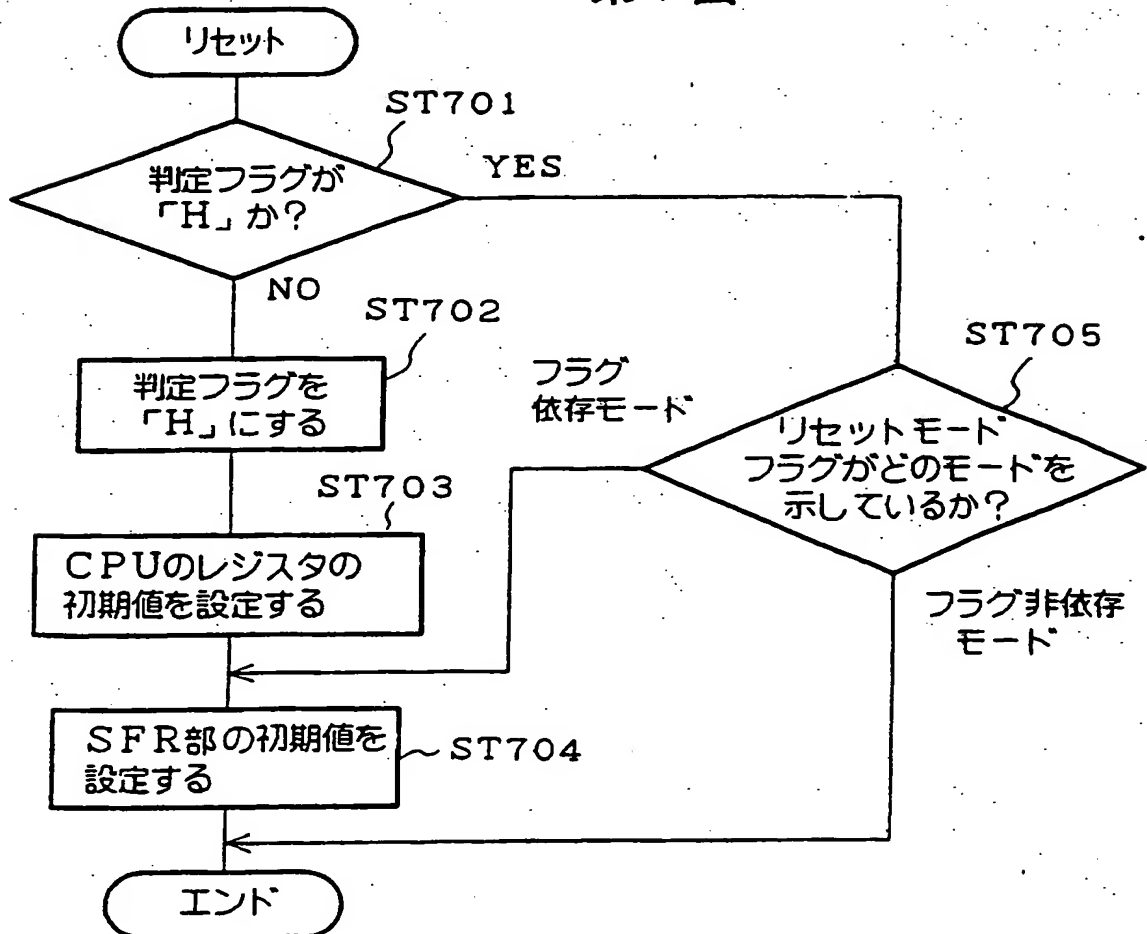 リセット
ST701
判定フラグが
「H」か？
YES
NO
ST702
判定フラグを
「H」にする
ST703
CPUのレジスタの
初期値を設定する
SFR部の初期値を
設定する
ST704
エンド
フラグ
依存モード
ST705
リセットモード
フラグがどのモードを
示しているか？
フラグ非依存
モード